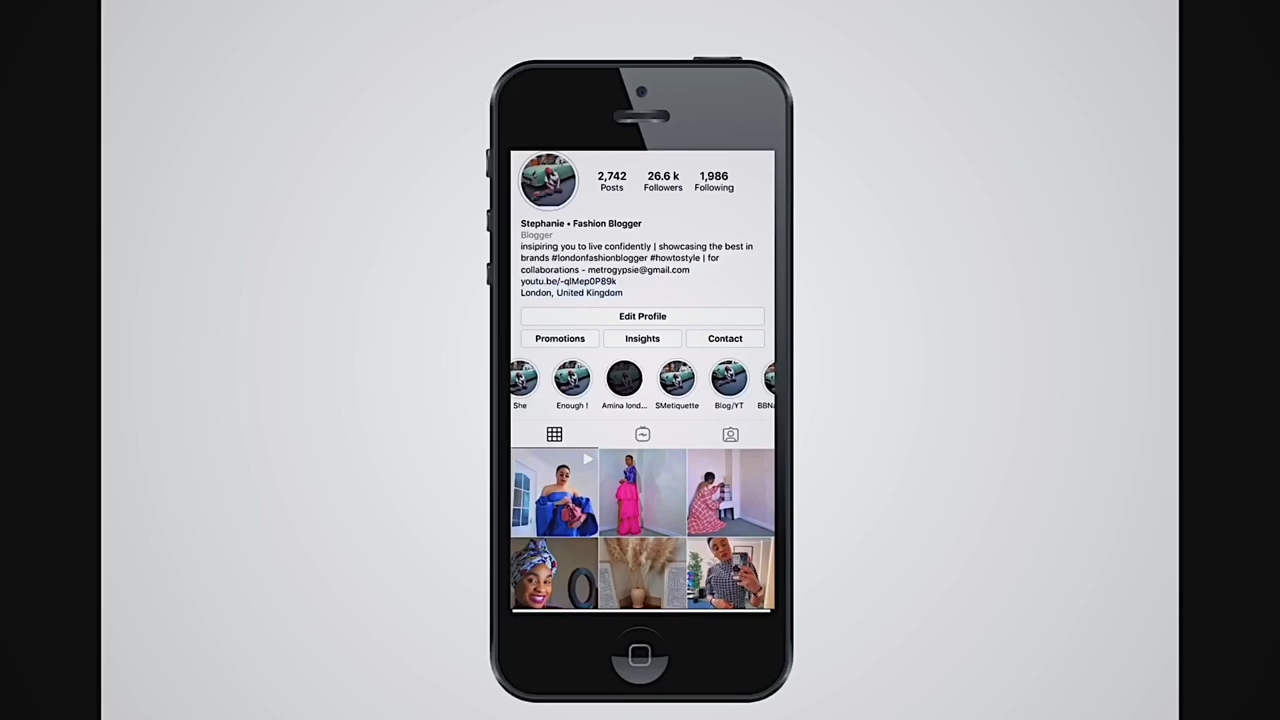 2,742 26.6 k 1,986
Posts Followers Following
Stephanie • Fashion Blogger
Blogger
insipiring you to live confidently | showcasing the best in
brands #londonfashionblogger #howtostyle | for
collaborations - metrogypsie@gmail.com
youtu.be/-qlMep0P89k
London, United Kingdom
Edit Profile
Promotions Insights Contact
She Enough ! Amina lond... SMetiquette Blog/YT